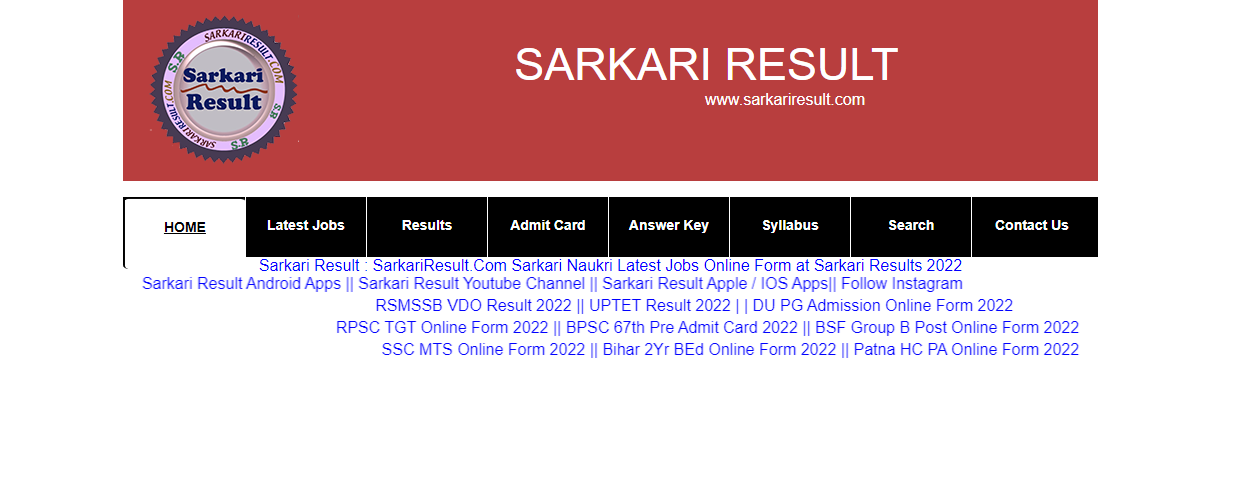 SARKARIRESULT.COM
S.R
Sarkari
Result
SARKARIRESULT.COM
S.R
SARKARIRESULT.COM
S.R
SARKARI RESULT
www.sarkariresult.com
HOME Latest Jobs Results Admit Card Answer Key Syllabus Search Contact Us
Sarkari Result : SarkariResult.Com Sarkari Naukri Latest Jobs Online Form at Sarkari Results 2022
Sarkari Result Android Apps || Sarkari Result Youtube Channel || Sarkari Result Apple / IOS Apps|| Follow Instagram
RSMSSB VDO Result 2022 || UPTET Result 2022 | | DU PG Admission Online Form 2022
RPSC TGT Online Form 2022 || BPSC 67th Pre Admit Card 2022 || BSF Group B Post Online Form 2022
SSC MTS Online Form 2022 || Bihar 2Yr BEd Online Form 2022 || Patna HC PA Online Form 2022